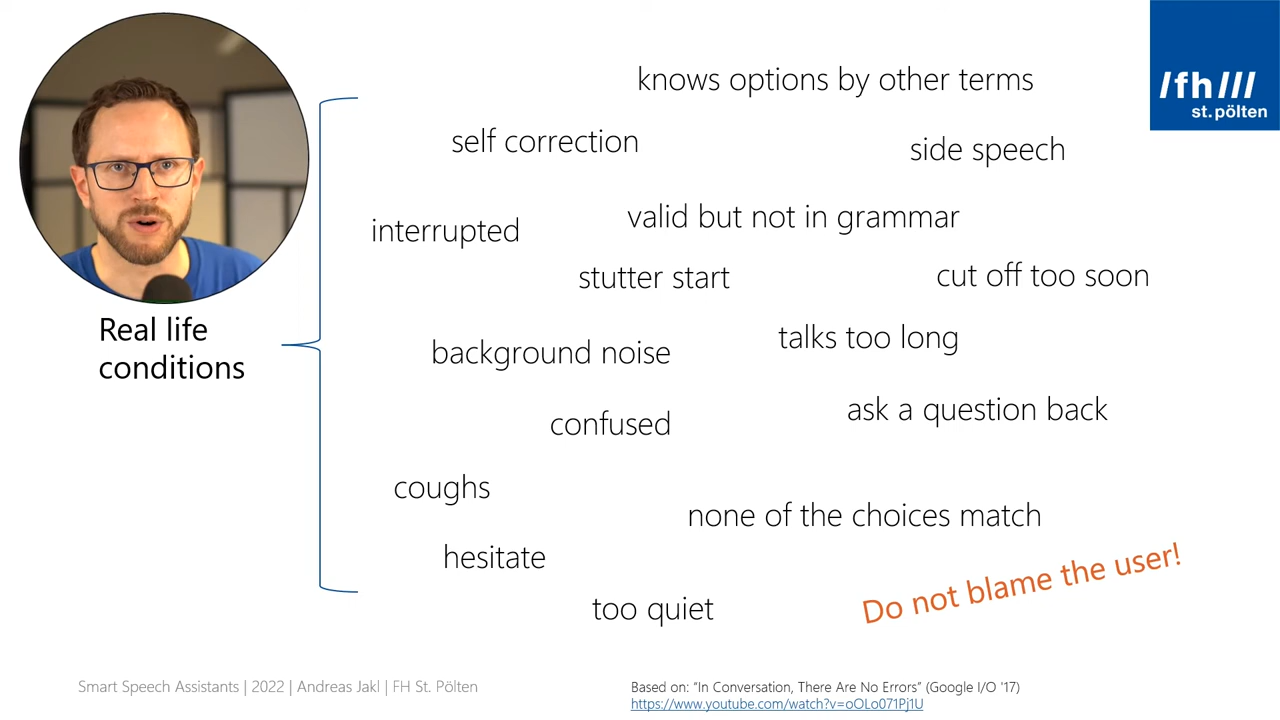 /fh///
st.pölten
knows options by other terms
self correction
side speech
interrupted
valid but not in grammar
stutter start
cut off too soon
Real life
conditions
background noise
talks too long
confused
ask a question back
coughs
none of the choices match
hesitate
Do not blame the user!
too quiet
Smart Speech Assistants | 2022 | Andreas Jakl | FH St. Pölten
Based on: “In Conversation, There Are No Errors” (Google I/O '17)
https://www.youtube.com/watch?v=oOLo071Pj1U